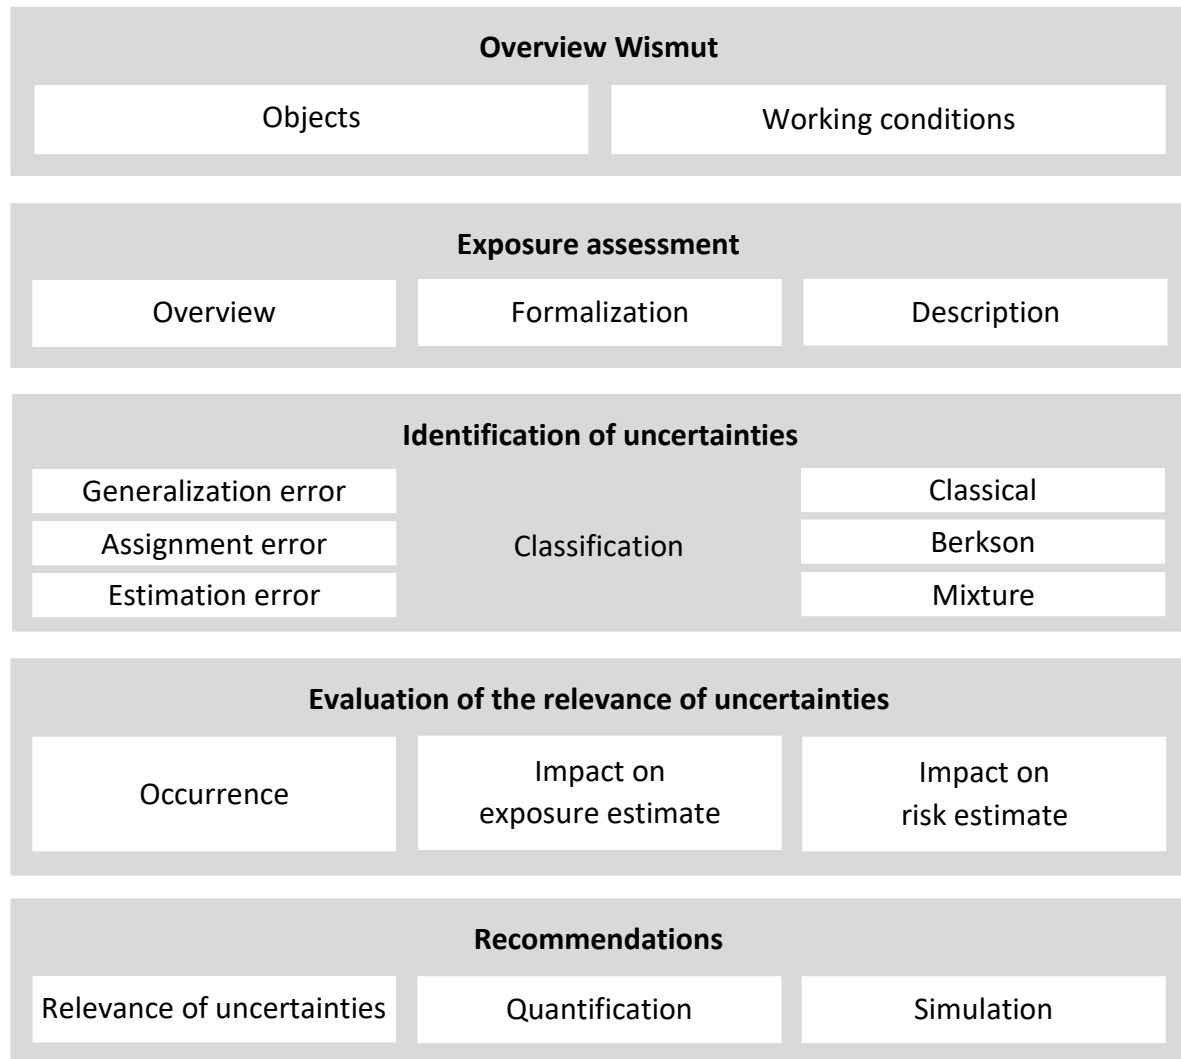 Overview Wismut
Objects
Working conditions
Exposure assessment
Overview
Formalization
Description
Identification of uncertainties
Generalization error
Assignment error
Estimation error
Classification
Classical
Berkson
Mixture
Evaluation of the relevance of uncertainties
Occurrence
Impact on
exposure estimate
Impact on
risk estimate
Recommendations
Relevance of uncertainties
Quantification
Simulation